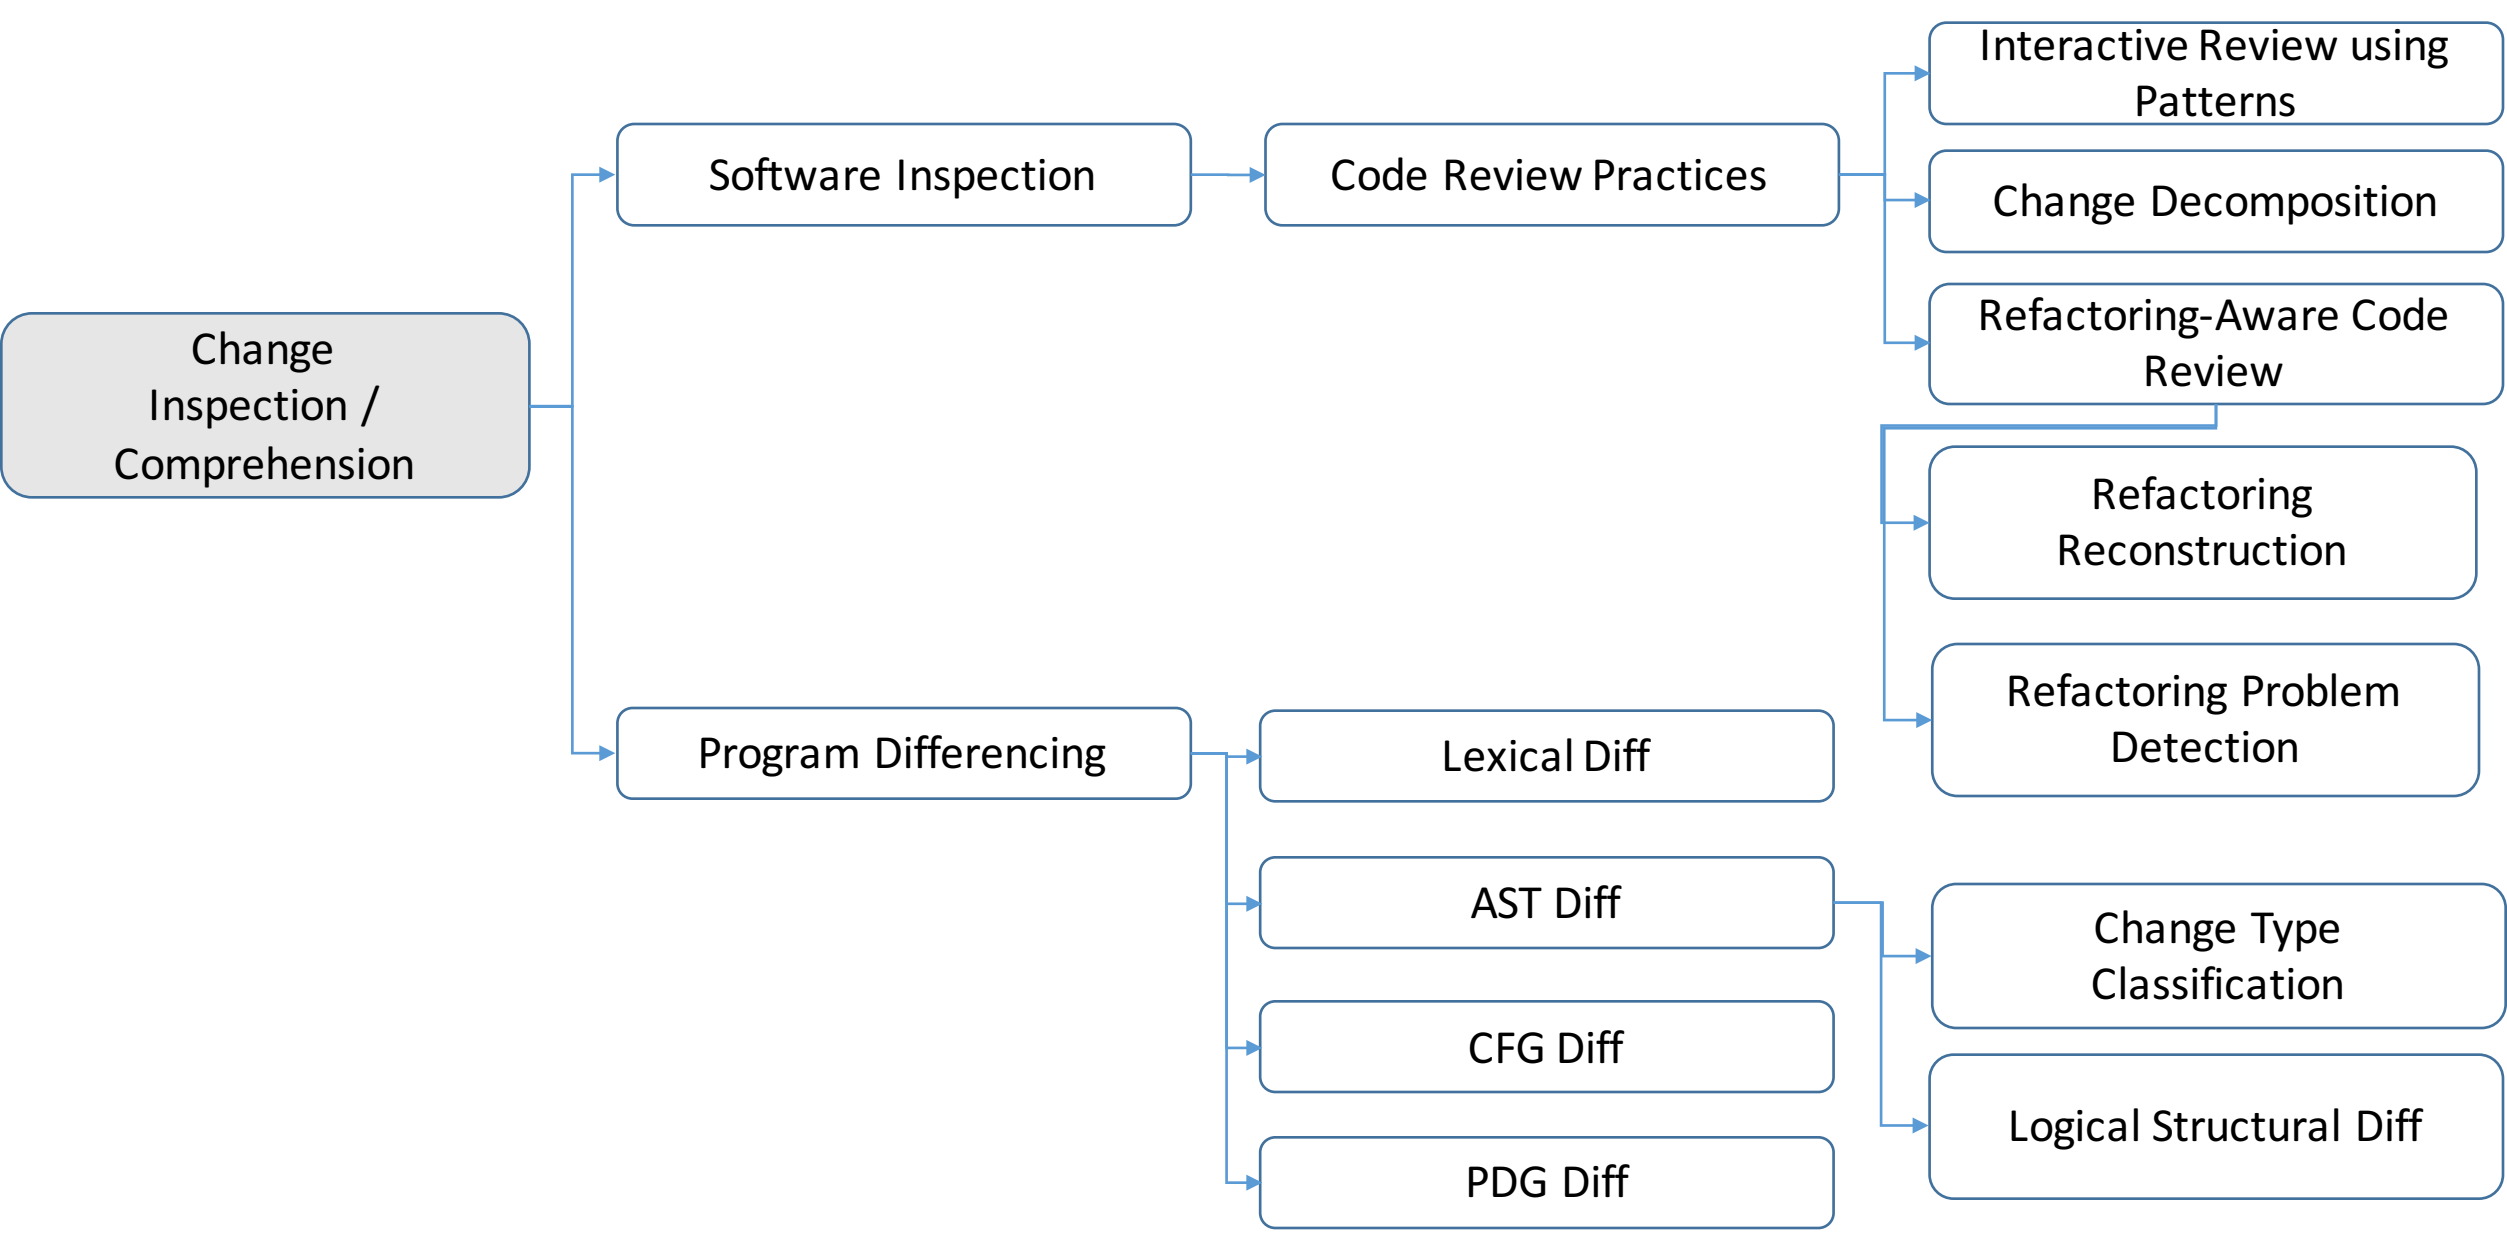 Change
Inspection /
Comprehension
Software Inspection
Code Review Practices
Interactive Review using
Patterns
Change Decomposition
Refactoring-Aware Code
Review
Refactoring
Reconstruction
Refactoring Problem
Detection
Program Differencing
Lexical Diff
AST Diff
CFG Diff
PDG Diff
Change Type
Classification
Logical Structural Diff